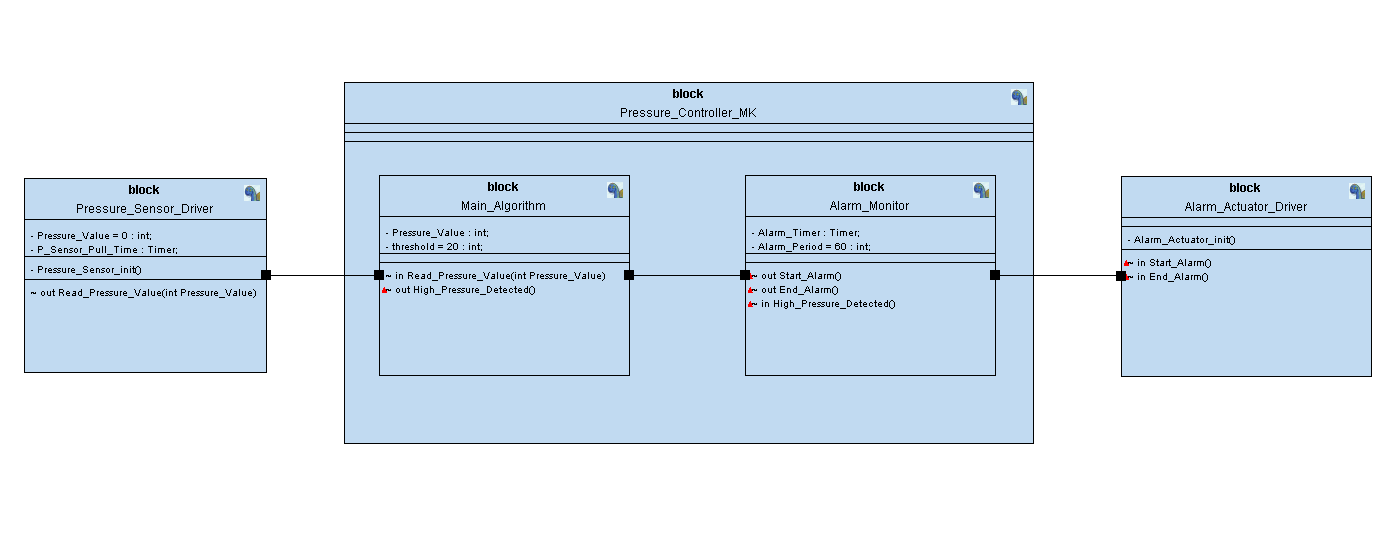 block
Pressure_Controller_MK
block
Pressure_Sensor_Driver
- Pressure_Value = 0 : int;
- P_Sensor_Pull_Time : Timer;
- Pressure_Sensor_init()
~ out Read_Pressure_Value(int Pressure_Value)
block
Main_Algorithm
- Pressure_Value : int;
- threshold = 20 : int;
~ in Read_Pressure_Value(int Pressure_Value)
~ out High_Pressure_Detected()
block
Alarm_Monitor
- Alarm_Timer : Timer;
- Alarm_Period = 60 : int;
~ out Start_Alarm()
~ out End_Alarm()
~ in High_Pressure_Detected()
block
Alarm_Actuator_Driver
- Alarm_Actuator_init()
~ in Start_Alarm()
~ in End_Alarm()